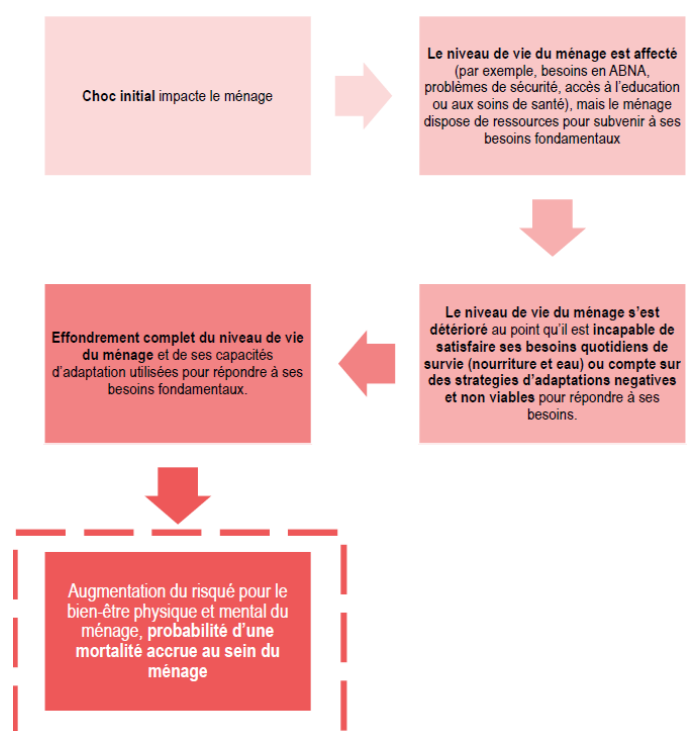 Choc initial impacte le ménage
Le niveau de vie du ménage est affecté
(par exemple, besoins en ABNA,
problèmes de sécurité, accès à l'education
ou aux soins de santé), mais le ménage
dispose de ressources pour subvenir à ses
besoins fondamentaux
Le niveau de vie du ménage s'est
détérioré au point qu'il est incapable de
satisfaire ses besoins quotidiens de
survie (nourriture et eau) ou compte sur
des strategies d'adaptations negatives
et non viables pour répondre à ses
besoins.
Effondrement complet du niveau de vie
du ménage et de ses capacités
d'adaptation utilisées pour répondre à ses
besoins fondamentaux.
Augmentation du risqué pour le
bien-être physique et mental du
ménage, probabilité d'une
mortalité accrue au sein du
ménage